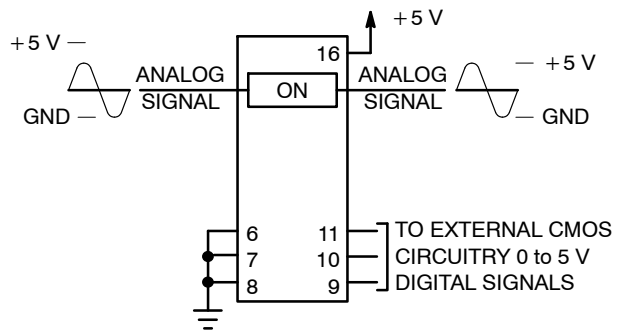 +5 V
16
+5 V
ANALOG
SIGNAL
ON
ANALOG
SIGNAL
+5 V
GND
GND
6
7
8
11
10
9
TO EXTERNAL CMOS
CIRCUITRY 0 to 5 V
DIGITAL SIGNALS